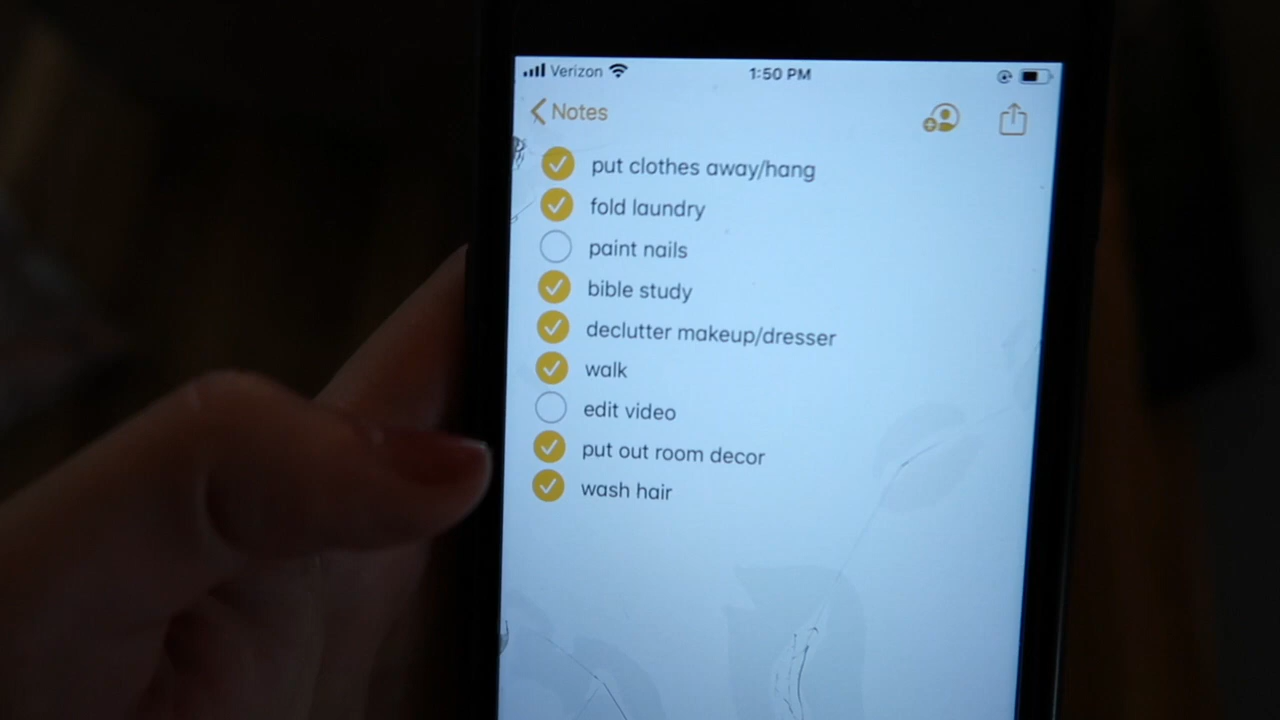 Verizon 1:50 PM
Notes
put clothes away/hang
fold laundry
paint nails
bible study
declutter makeup/dresser
walk
edit video
put out room decor
wash hair